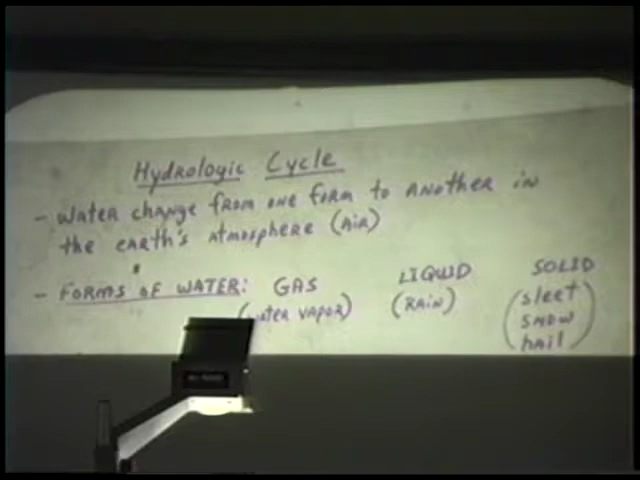 Hydrologic Cycle
- WATER CHANGE FROM ONE FORM TO ANOTHER IN
the EARTH'S ATMOSPHERE (AIR)
- FORMS OF WATER: GAS LIQUID SOLID
(WATER VAPOR) (RAIN) (sleet
SNOW
hail)